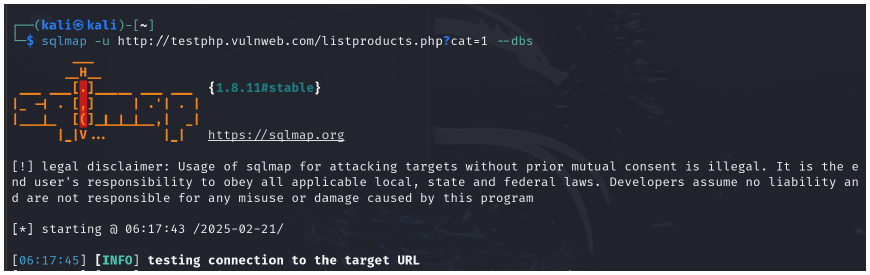 ┌──(kali㉿kali)-[~]
└─$ sqlmap -u http://testphp.vulnweb.com/listproducts.php?cat=1 --dbs
        ___
       __H__
 ___ ___[.]_____ ___ ___  {1.8.11#stable}
|_ -| . [,]     | .'| . |
|___|_  [(]_|_|_|__,|  _|
      |_|V...       |_|   https://sqlmap.org
[!] legal disclaimer: Usage of sqlmap for attacking targets without prior mutual consent is illegal. It is the e
nd user's responsibility to obey all applicable local, state and federal laws. Developers assume no liability an
d are not responsible for any misuse or damage caused by this program
[*] starting @ 06:17:43 /2025-02-21/
[06:17:45] [INFO] testing connection to the target URL